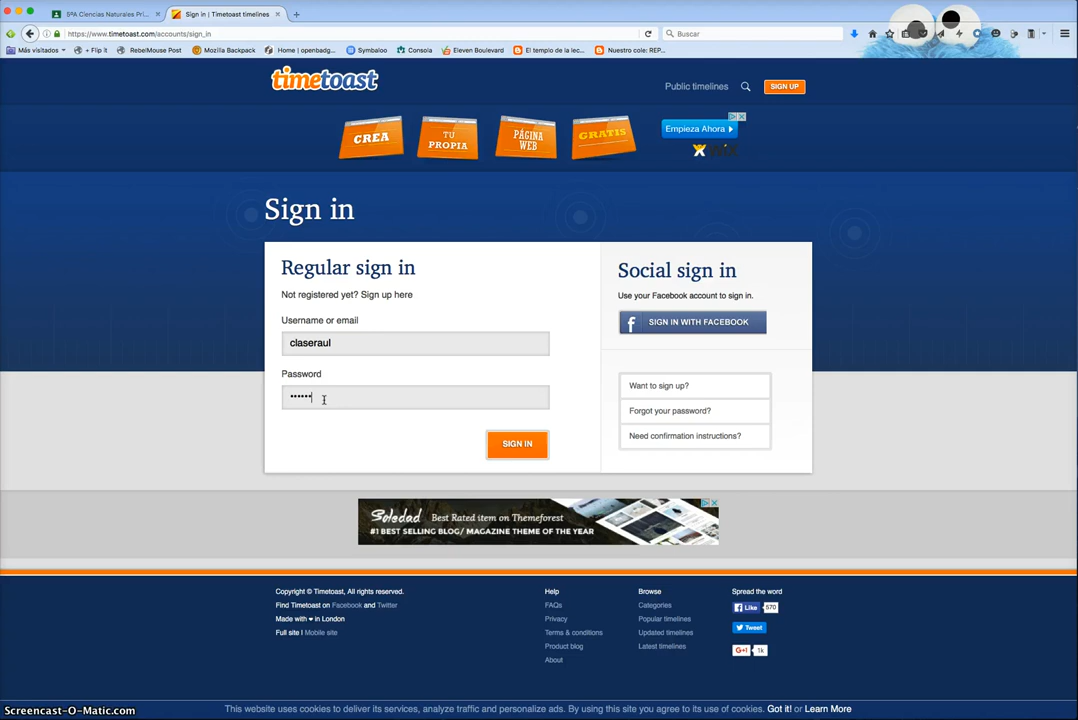 5ºA Ciencias Naturales Pri... × Sign in | Timetoast timelines × +
https://www.timetoast.com/accounts/sign_in Buscar
Más visitados + Flip it RebelMouse Post Mozilla Backpack Home | openbadg... Symbaloo Consola Eleven Boulevard El templo de la lec... Nuestro cole: REP...
timetoast
Public timelines SIGN UP
CREA TU PROPIA PÁGINA WEB GRATIS Empieza Ahora
Sign in
Regular sign in
Not registered yet? Sign up here
Username or email
claseraul
Password
••••••
SIGN IN
Social sign in
Use your Facebook account to sign in.
f SIGN IN WITH FACEBOOK
Want to sign up?
Forgot your password?
Need confirmation instructions?
Soledad Best Rated item on Themeforest
#1 BEST SELLING BLOG/ MAGAZINE THEME OF THE YEAR
Copyright © Timetoast, All rights reserved.
Find Timetoast on Facebook and Twitter
Made with ♥ in London
Full site | Mobile site
Help
FAQs
Privacy
Terms & conditions
Product blog
About
Browse
Categories
Popular timelines
Updated timelines
Latest timelines
Spread the word
Like 570
Tweet
G+1 1k
This website uses cookies to deliver its services, analyze traffic and personalize ads. By using this site you agree to its use of cookies. Got it! or Learn More
Screencast-O-Matic.com